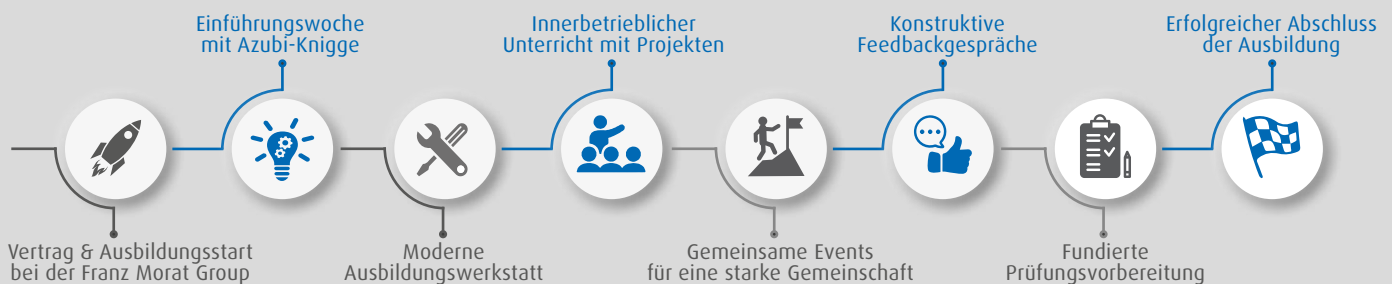 Einführungswoche
mit Azubi-Knigge
Innerbetrieblicher
Unterricht mit Projekten
Konstruktive
Feedbackgespräche
Erfolgreicher Abschluss
der Ausbildung
Vertrag & Ausbildungsstart
bei der Franz Morat Group
Moderne
Ausbildungswerkstatt
Gemeinsame Events
für eine starke Gemeinschaft
Fundierte
Prüfungsvorbereitung